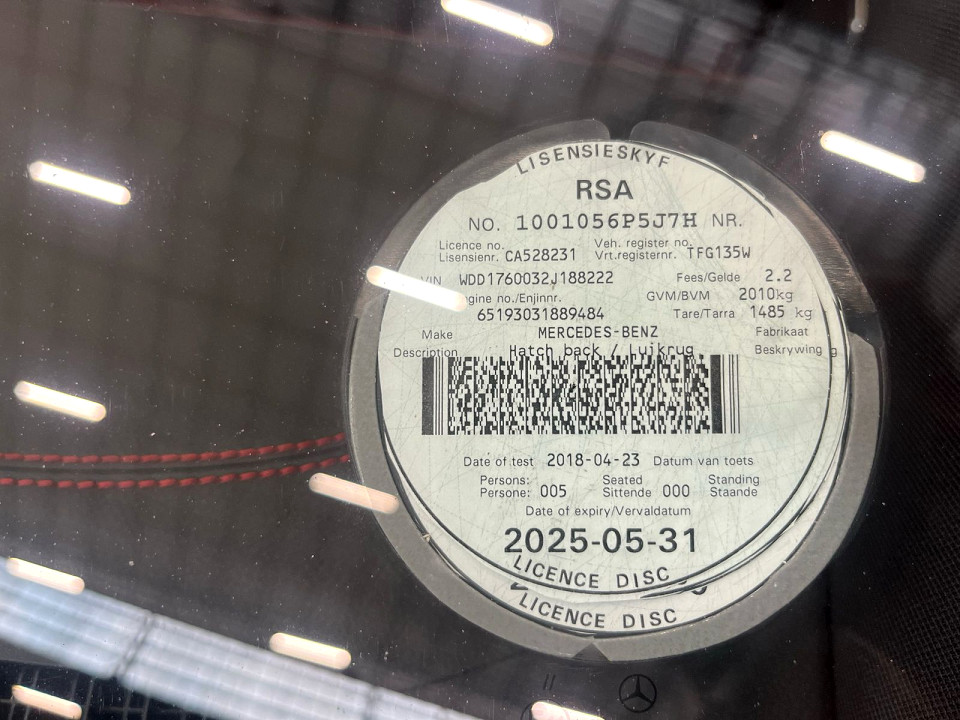 LISENSIESKYF
RSA
NO. 1001056P5J7H NR.
Licence no. Veh. register no.
Lisensienr. CA528231 Vrt.registernr. TFG135W
VIN WDD1760032J188222 Fees/Gelde 2.2
gine no./Enjinnr. GVM/BVM 2010kg
65193031889484 Tare/Tarra 1485 kg
Make MERCEDES-BENZ Fabrikaat
Description Hatch back / Luikrug Beskrywing g
Date of test 2018-04-23 Datum van toets
Persons: Seated Standing
Persone: 005 Sittende 000 Staande
Date of expiry/Vervaldatum
2025-05-31
LICENCE DISC
LICENCE DISC